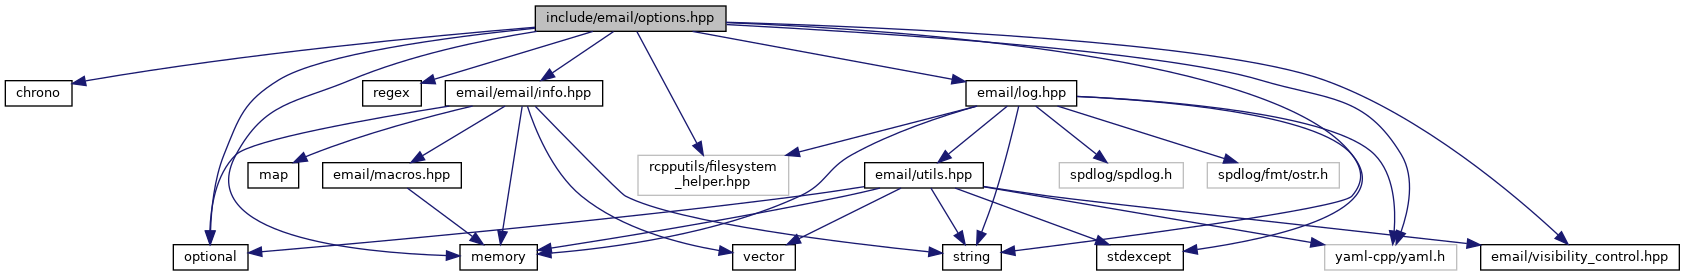 include/email/options.hpp
chrono
regex
email/email/info.hpp
email/log.hpp
map
email/macros.hpp
rcpputils/filesystem
_helper.hpp
email/utils.hpp
spdlog/spdlog.h
spdlog/fmt/ostr.h
optional
memory
vector
string
stdexcept
yaml-cpp/yaml.h
email/visibility_control.hpp